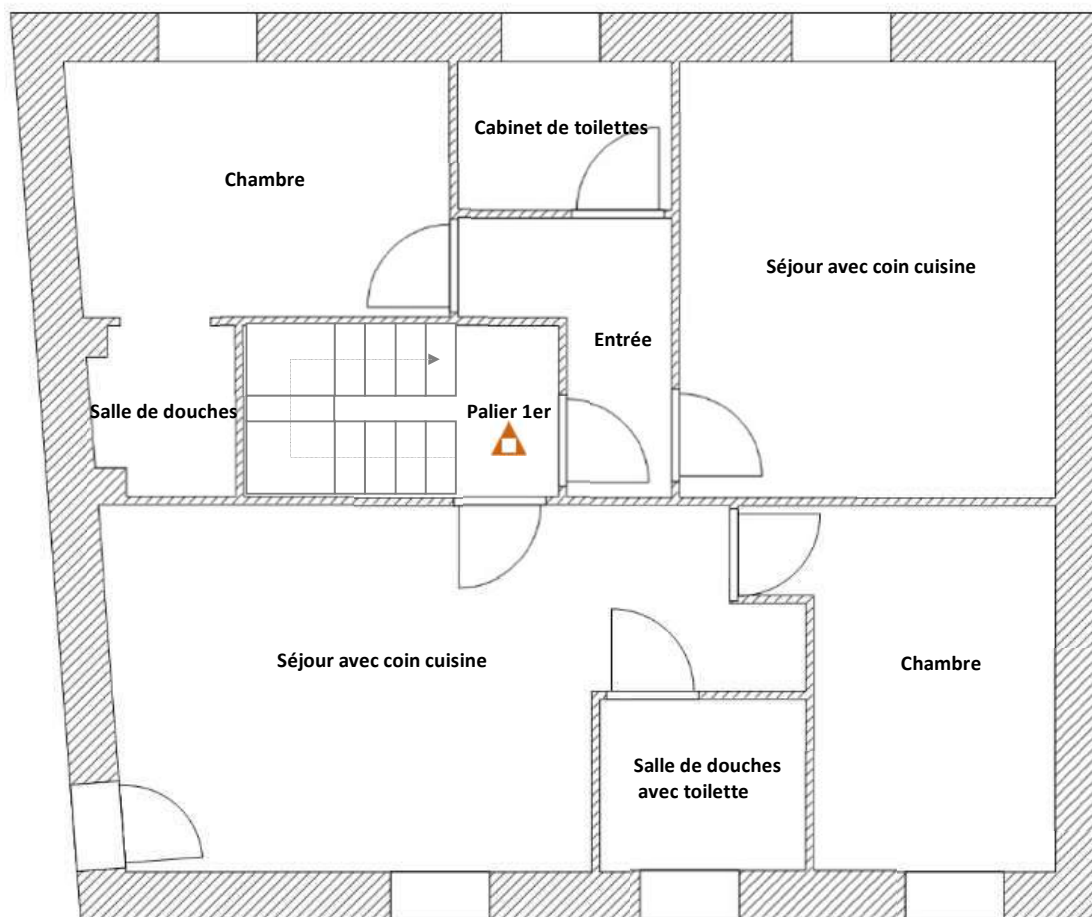 Cabinet de toilettes
Chambre
Séjour avec coin cuisine
Entrée
Salle de douches
Palier 1er
Séjour avec coin cuisine
Chambre
Salle de douches
avec toilette